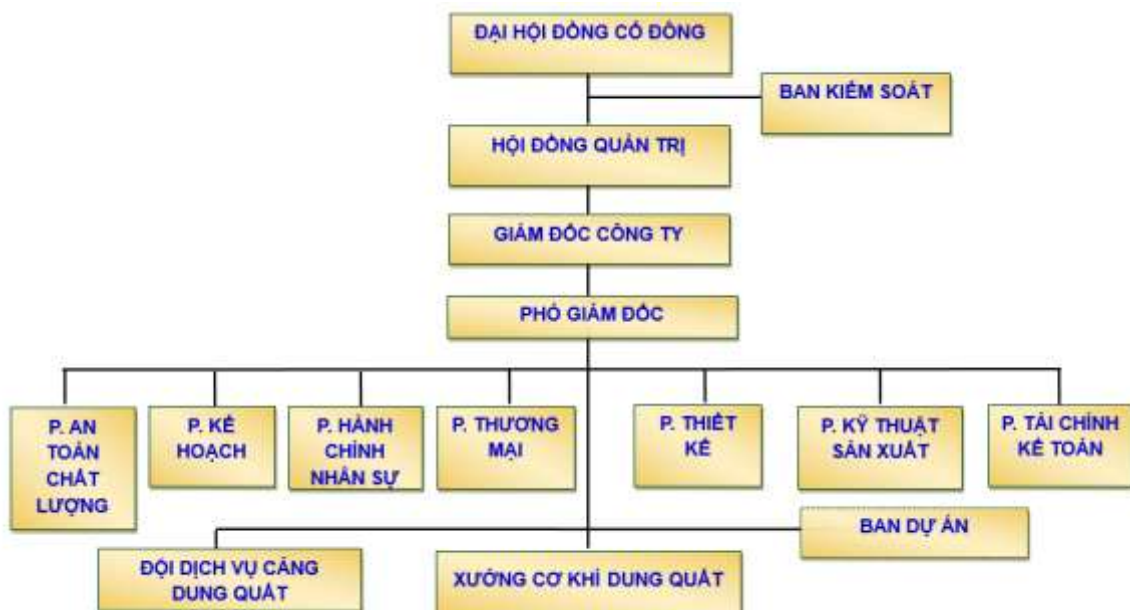 ĐẠI HỘI ĐỒNG CỔ ĐÔNG
BAN KIỂM SOÁT
HỘI ĐỒNG QUẢN TRỊ
GIÁM ĐỐC CÔNG TY
PHÓ GIÁM ĐỐC
P. AN
TOÀN
CHẤT
LƯỢNG
P. KẾ
HOẠCH
P. HÀNH
CHÍNH
NHÂN SỰ
P. THƯƠNG
MẠI
P. THIẾT
KẾ
P. KỸ THUẬT
SẢN XUẤT
P. TÀI CHÍNH
KẾ TOÁN
BAN DỰ ÁN
ĐỘI DỊCH VỤ CẢNG
DUNG QUẤT
XƯỞNG CƠ KHÍ DUNG QUẤT